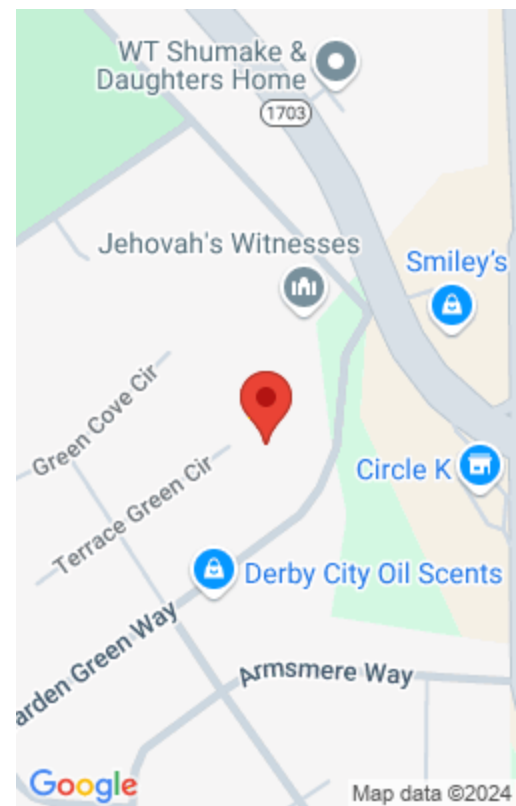 WT Shumake &
Daughters Home
1703
Jehovah's Witnesses
Smiley's
Green Cove Cir
Terrace Green Cir
Circle K
Derby City Oil Scents
arden Green Way
Armsmere Way
Google
Map data ©2024